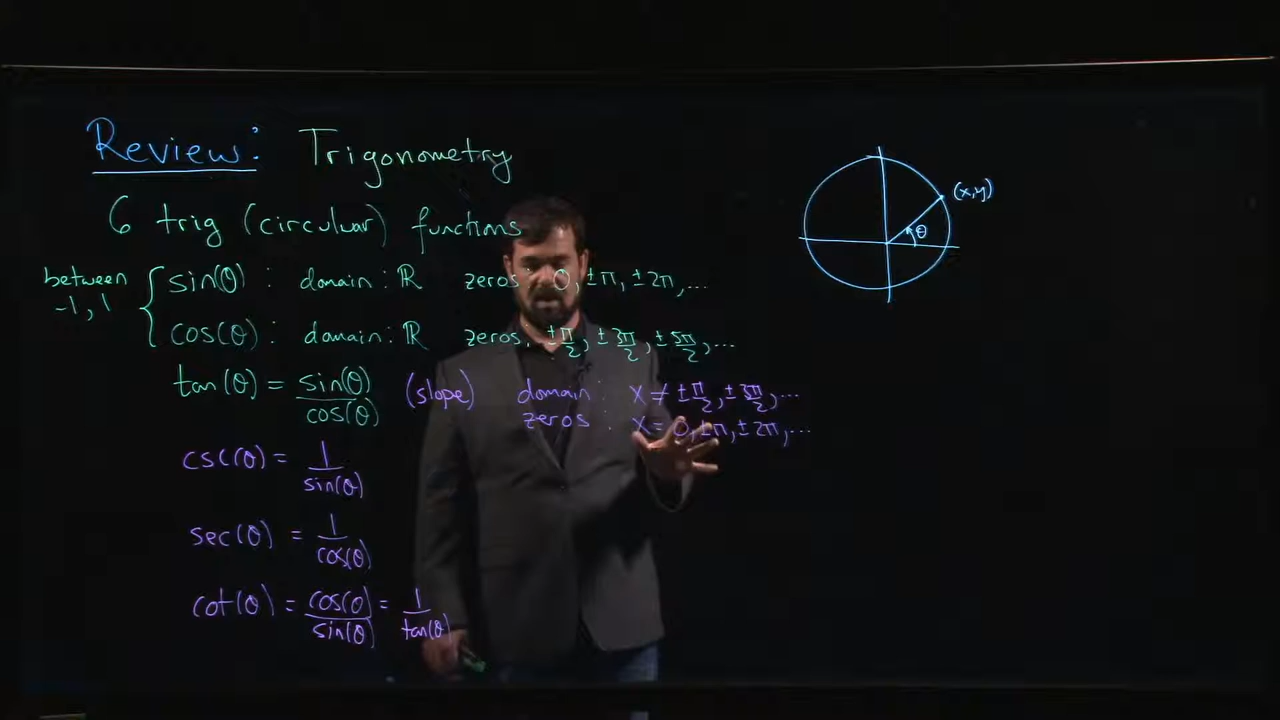 Review: Trigonometry
6 trig (circular) functions
between
-1, 1
sin(θ) : domain: ℝ zeros: 0, ±π, ±2π, ...
cos(θ) : domain: ℝ zeros: ±π/2, ±3π/2, ±5π/2, ...
tan(θ) = sin(θ)/cos(θ) (slope) domain: x ≠ ±π/2, ±3π/2, ...
zeros: x = 0, ±π, ±2π, ...
csc(θ) = 1/sin(θ)
sec(θ) = 1/cos(θ)
cot(θ) = cos(θ)/sin(θ) = 1/tan(θ)
(x,y)
θ